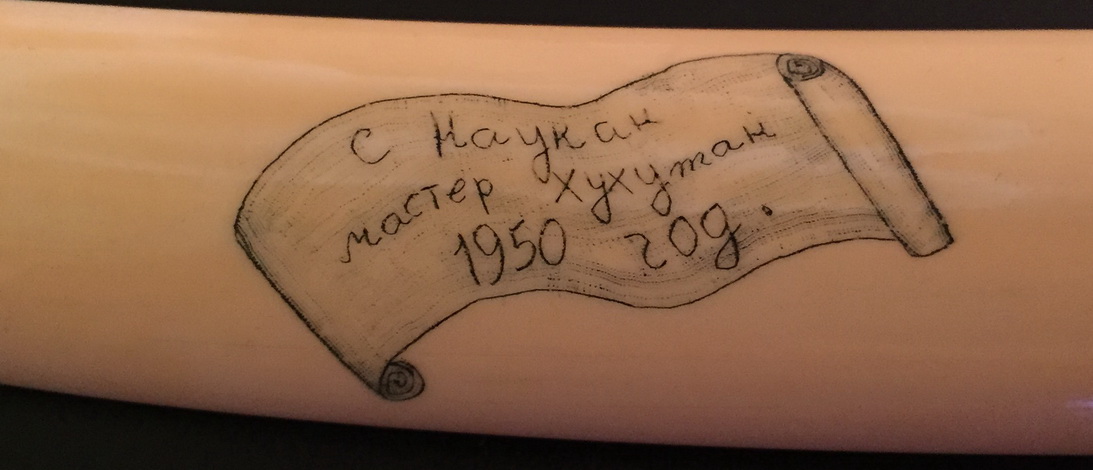 С Наукан
мастер Хухутан
1950 год.